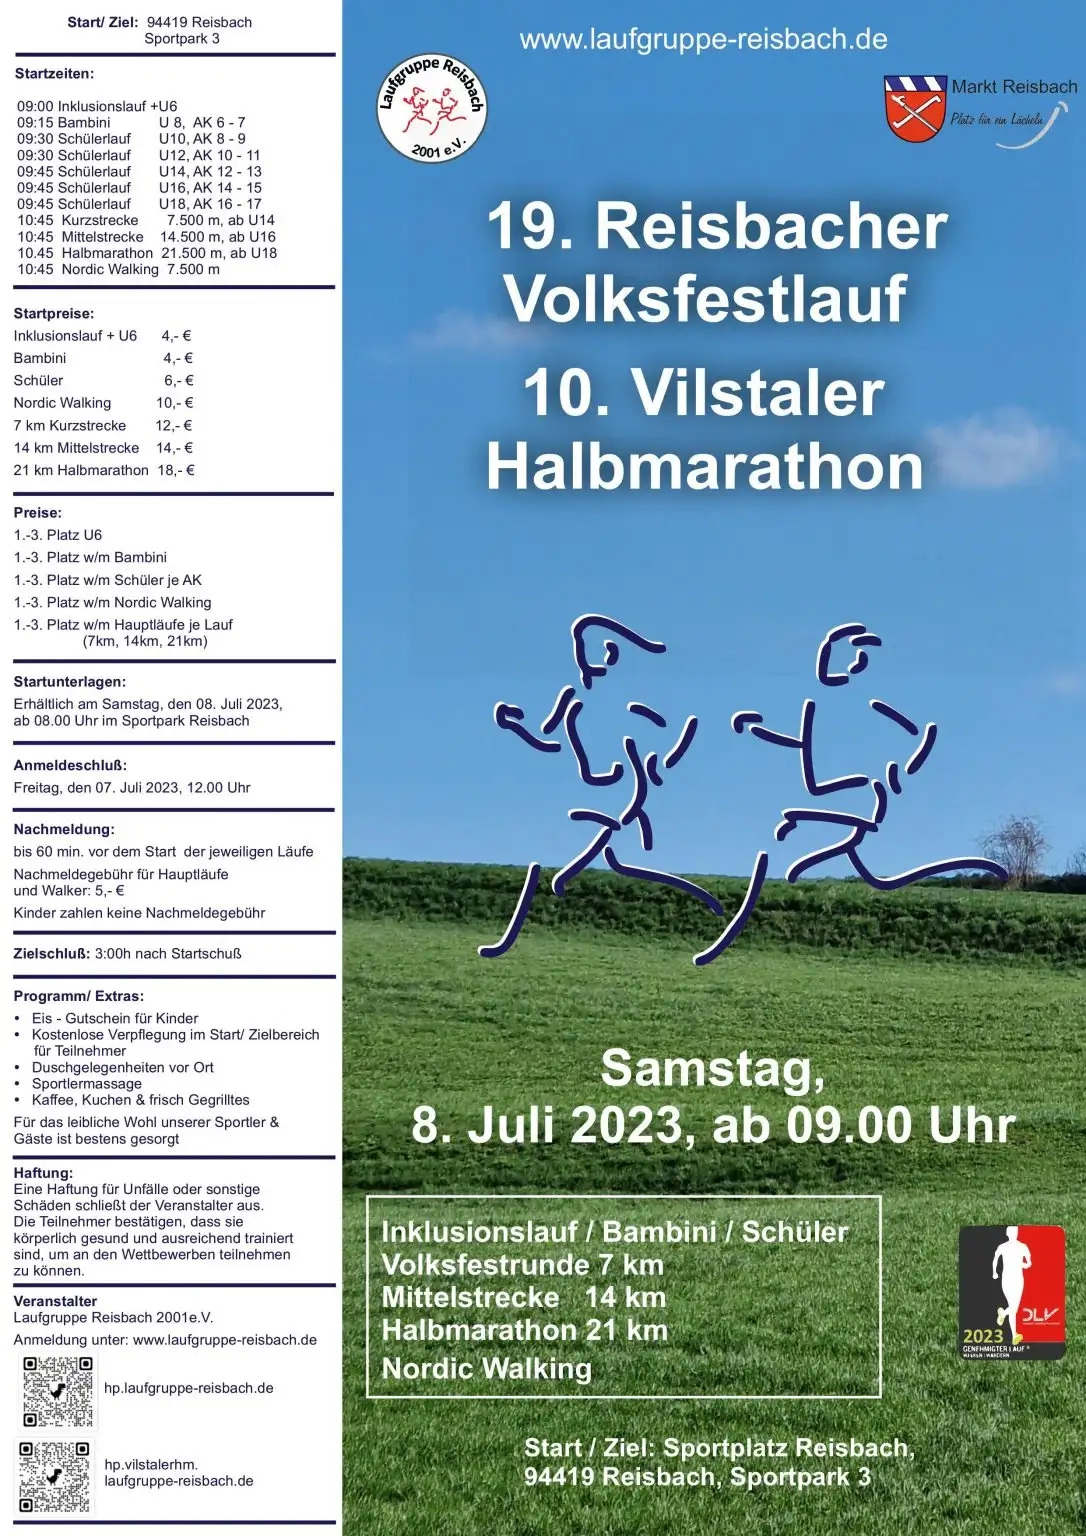 Start/ Ziel: 94419 Reisbach
Sportpark 3
Startzeiten:
09:00 Inklusionslauf +U6
09:15 Bambini U 8, AK 6 - 7
09:30 Schülerlauf U10, AK 8 - 9
09:30 Schülerlauf U12, AK 10 - 11
09:45 Schülerlauf U14, AK 12 - 13
09:45 Schülerlauf U16, AK 14 - 15
09:45 Schülerlauf U18, AK 16 - 17
10:45 Kurzstrecke 7.500 m, ab U14
10:45 Mittelstrecke 14.500 m, ab U16
10.45 Halbmarathon 21.500 m, ab U18
10:45 Nordic Walking 7.500 m
Startpreise:
Inklusionslauf + U6 4,- €
Bambini 4,- €
Schüler 6,- €
Nordic Walking 10,- €
7 km Kurzstrecke 12,- €
14 km Mittelstrecke 14,- €
21 km Halbmarathon 18,- €
Preise:
1.-3. Platz U6
1.-3. Platz w/m Bambini
1.-3. Platz w/m Schüler je AK
1.-3. Platz w/m Nordic Walking
1.-3. Platz w/m Hauptläufe je Lauf
(7km, 14km, 21km)
Startunterlagen:
Erhältlich am Samstag, den 08. Juli 2023,
ab 08.00 Uhr im Sportpark Reisbach
Anmeldeschluß:
Freitag, den 07. Juli 2023, 12.00 Uhr
Nachmeldung:
bis 60 min. vor dem Start der jeweiligen Läufe
Nachmeldegebühr für Hauptläufe
und Walker: 5,- €
Kinder zahlen keine Nachmeldegebühr
Zielschluß: 3:00h nach Startschuß
Programm/ Extras:
• Eis - Gutschein für Kinder
• Kostenlose Verpflegung im Start/ Zielbereich
für Teilnehmer
• Duschgelegenheiten vor Ort
• Sportlermassage
• Kaffee, Kuchen & frisch Gegrilltes
Für das leibliche Wohl unserer Sportler &
Gäste ist bestens gesorgt
Haftung:
Eine Haftung für Unfälle oder sonstige
Schäden schließt der Veranstalter aus.
Die Teilnehmer bestätigen, dass sie
körperlich gesund und ausreichend trainiert
sind, um an den Wettbewerben teilnehmen
zu können.
Veranstalter
Laufgruppe Reisbach 2001e.V.
Anmeldung unter: www.laufgruppe-reisbach.de
hp.laufgruppe-reisbach.de
hp.vilstalerhm.
laufgruppe-reisbach.de
www.laufgruppe-reisbach.de
Laufgruppe Reisbach
2001 e.V.
Markt Reisbach
Platz für ein Lächeln
19. Reisbacher
Volksfestlauf
10. Vilstaler
Halbmarathon
Samstag,
8. Juli 2023, ab 09.00 Uhr
Inklusionslauf / Bambini / Schüler
Volksfestrunde 7 km
Mittelstrecke 14 km
Halbmarathon 21 km
Nordic Walking
DLV
2023
GENEHMIGTER LAUF
Start / Ziel: Sportplatz Reisbach,
94419 Reisbach, Sportpark 3